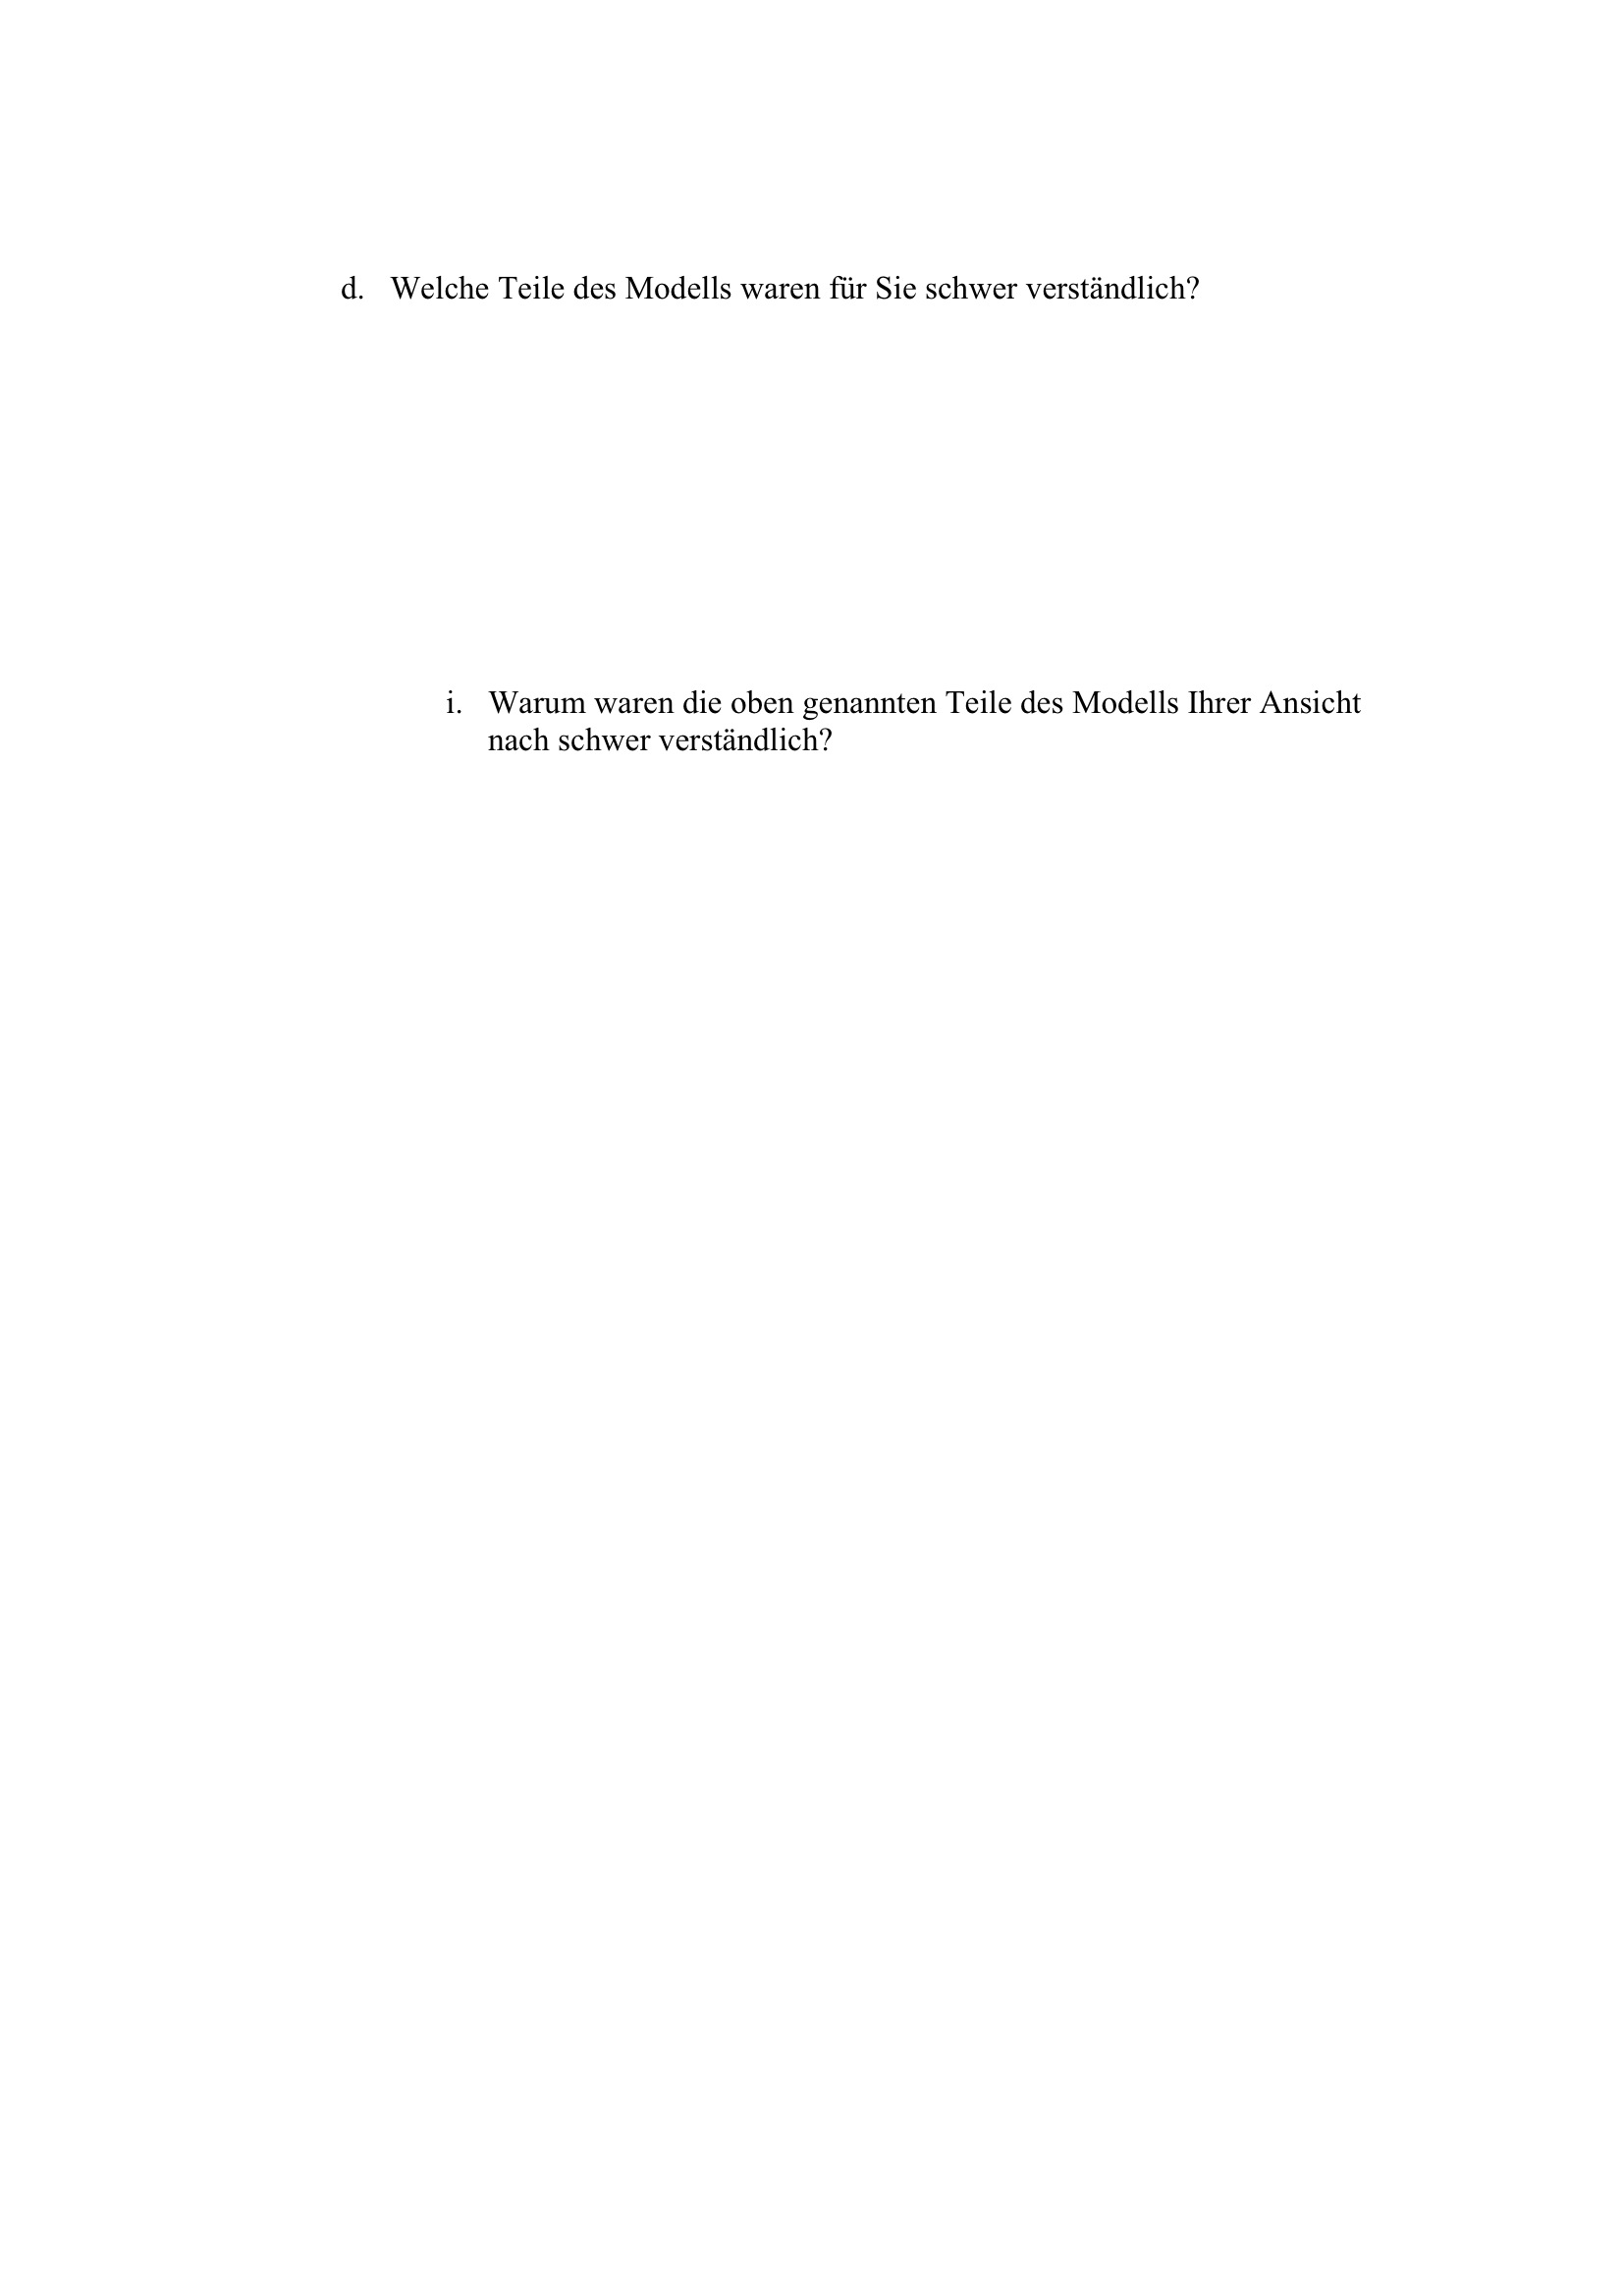 d. Welche Teile des Modells waren für Sie schwer verständlich?
i. Warum waren die oben genannten Teile des Modells Ihrer Ansicht
nach schwer verständlich?